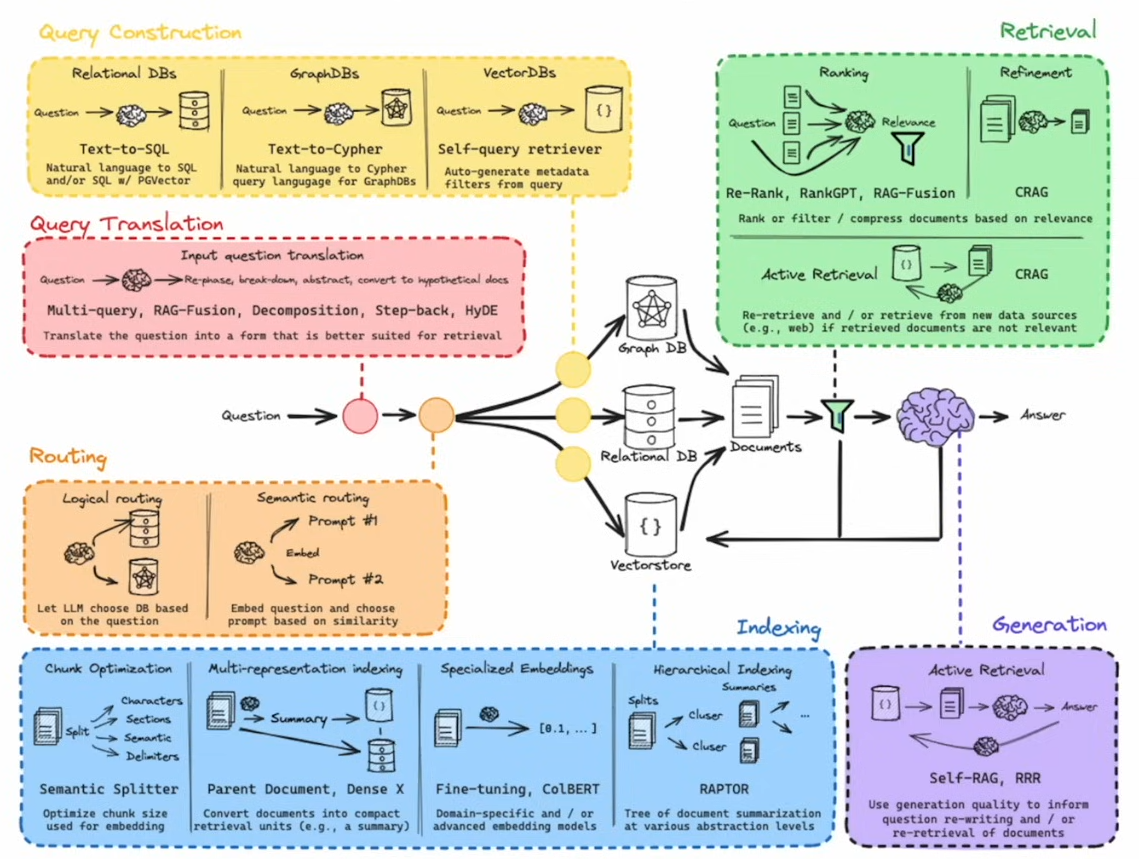 Query Construction
Relational DBs
Question
Text-to-SQL
Natural language to SQL
and/or SQL w/ PGVector
GraphDBs
Question
Text-to-Cypher
Natural language to Cypher
query langugage for GraphDBs
VectorDBs
Question
{}
Self-query retriever
Auto-generate metadata
filters from query
Retrieval
Ranking
Question
Relevance
Re-Rank, RankGPT, RAG-Fusion
Refinement
CRAG
Rank or filter / compress documents based on relevance
Active Retrieval
{}
CRAG
Re-retrieve and / or retrieve from new data sources
(e.g., web) if retrieved documents are not relevant
Query Translation
Input question translation
Question
Re-phase, break-down, abstract, convert to hypothetical docs
Multi-query, RAG-Fusion, Decomposition, Step-back, HyDE
Translate the question into a form that is better suited for retrieval
Question
Graph DB
Relational DB
{}
Vectorstore
Documents
Answer
Routing
Logical routing
Let LLM choose DB based
on the question
Semantic routing
Prompt #1
Embed
Prompt #2
Embed question and choose
prompt based on similarity
Indexing
Chunk Optimization
Split
Characters
Sections
Semantic
Delimiters
Semantic Splitter
Optimize chunk size
used for embedding
Multi-representation indexing
Summary
{}
Parent Document, Dense X
Convert documents into compact
retrieval units (e.g., a summary)
Specialized Embeddings
[0.1, ...]
Fine-tuning, ColBERT
Domain-specific and / or
advanced embedding models
Hierarchical Indexing
Summaries
Splits
Cluser
Cluser
...
RAPTOR
Tree of document summarization
at various abstraction levels
Generation
Active Retrieval
{}
Answer
Self-RAG, RRR
Use generation quality to inform
question re-writing and / or
re-retrieval of documents